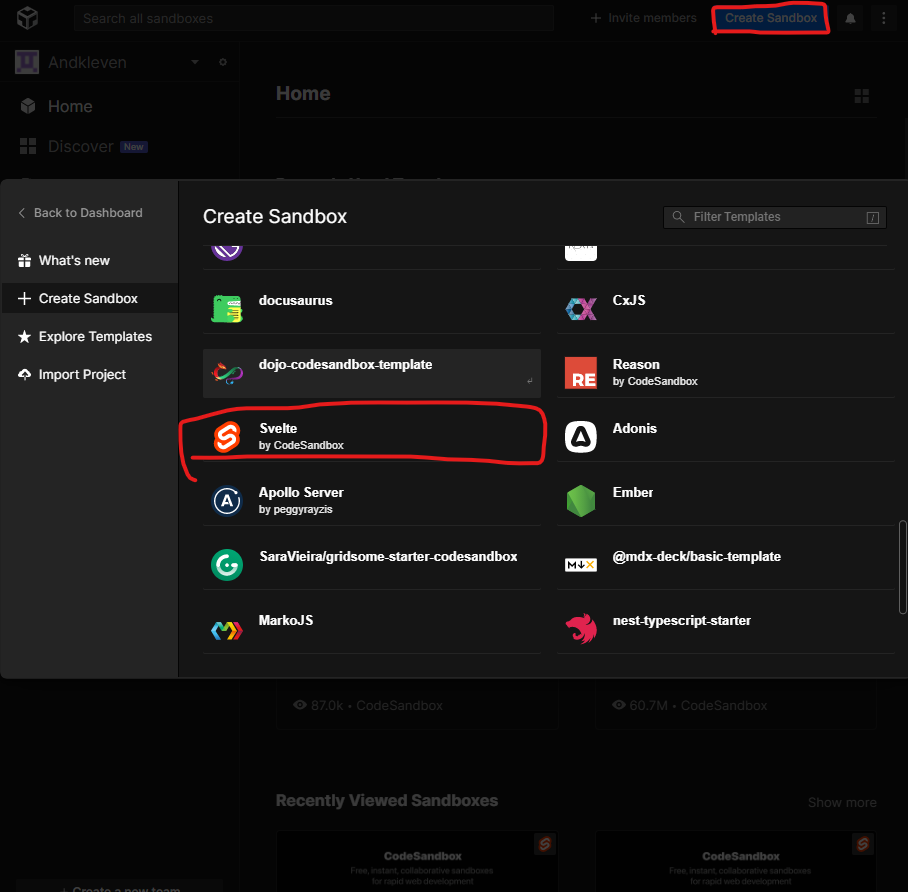 Search all sandboxes
+ Invite members
Create Sandbox
Andkleven
Home
Home
Discover New
Back to Dashboard
Create Sandbox
Filter Templates /
What's new
Create Sandbox
Explore Templates
Import Project
docusaurus
CxJS
dojo-codesandbox-template
Reason
by CodeSandbox
Svelte
by CodeSandbox
Adonis
Apollo Server
by peggyrayzis
Ember
SaraVieira/gridsome-starter-codesandbox
@mdx-deck/basic-template
MarkoJS
nest-typescript-starter
87.0k • CodeSandbox
60.7M • CodeSandbox
Recently Viewed Sandboxes
Show more
CodeSandbox
Free, instant, collaborative sandboxes
for rapid web development
CodeSandbox
Free, instant, collaborative sandboxes
for rapid web development
+ Create a new team